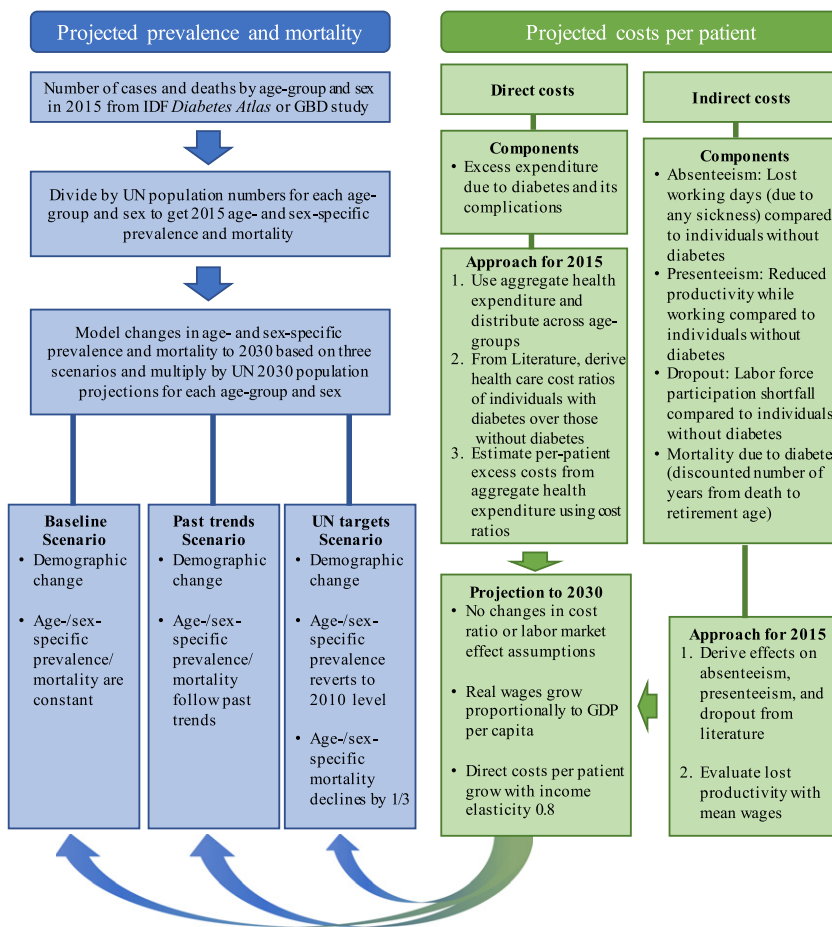 Projected prevalence and mortality
Number of cases and deaths by age-group and sex
in 2015 from IDF Diabetes Atlas or GBD study
Divide by UN population numbers for each age-
group and sex to get 2015 age- and sex-specific
prevalence and mortality
Model changes in age- and sex-specific
prevalence and mortality to 2030 based on three
scenarios and multiply by UN 2030 population
projections for each age-group and sex
Baseline
Scenario
• Demographic
change
• Age-/sex-
specific
prevalence/
mortality are
constant
Past trends
Scenario
• Demographic
change
• Age-/sex-
specific
prevalence/
mortality
follow past
trends
UN targets
Scenario
• Demographic
change
• Age-/sex-
specific
prevalence
reverts to
2010 level
• Age-/sex-
specific
mortality
declines by 1/3
Projected costs per patient
Direct costs
Components
• Excess expenditure
due to diabetes and its
complications
Approach for 2015
1. Use aggregate health
expenditure and
distribute across age-
groups
2. From Literature, derive
health care cost ratios
of individuals with
diabetes over those
without diabetes
3. Estimate per-patient
excess costs from
aggregate health
expenditure using cost
ratios
Projection to 2030
• No changes in cost
ratio or labor market
effect assumptions
• Real wages grow
proportionally to GDP
per capita
• Direct costs per patient
grow with income
elasticity 0.8
Indirect costs
Components
• Absenteeism: Lost
working days (due to
any sickness) compared
to individuals without
diabetes
• Presenteeism: Reduced
productivity while
working compared to
individuals without
diabetes
• Dropout: Labor force
participation shortfall
compared to individuals
without diabetes
• Mortality due to diabete
(discounted number of
years from death to
retirement age)
Approach for 2015
1. Derive effects on
absenteeism,
presenteeism, and
dropout from
literature
2. Evaluate lost
productivity with
mean wages